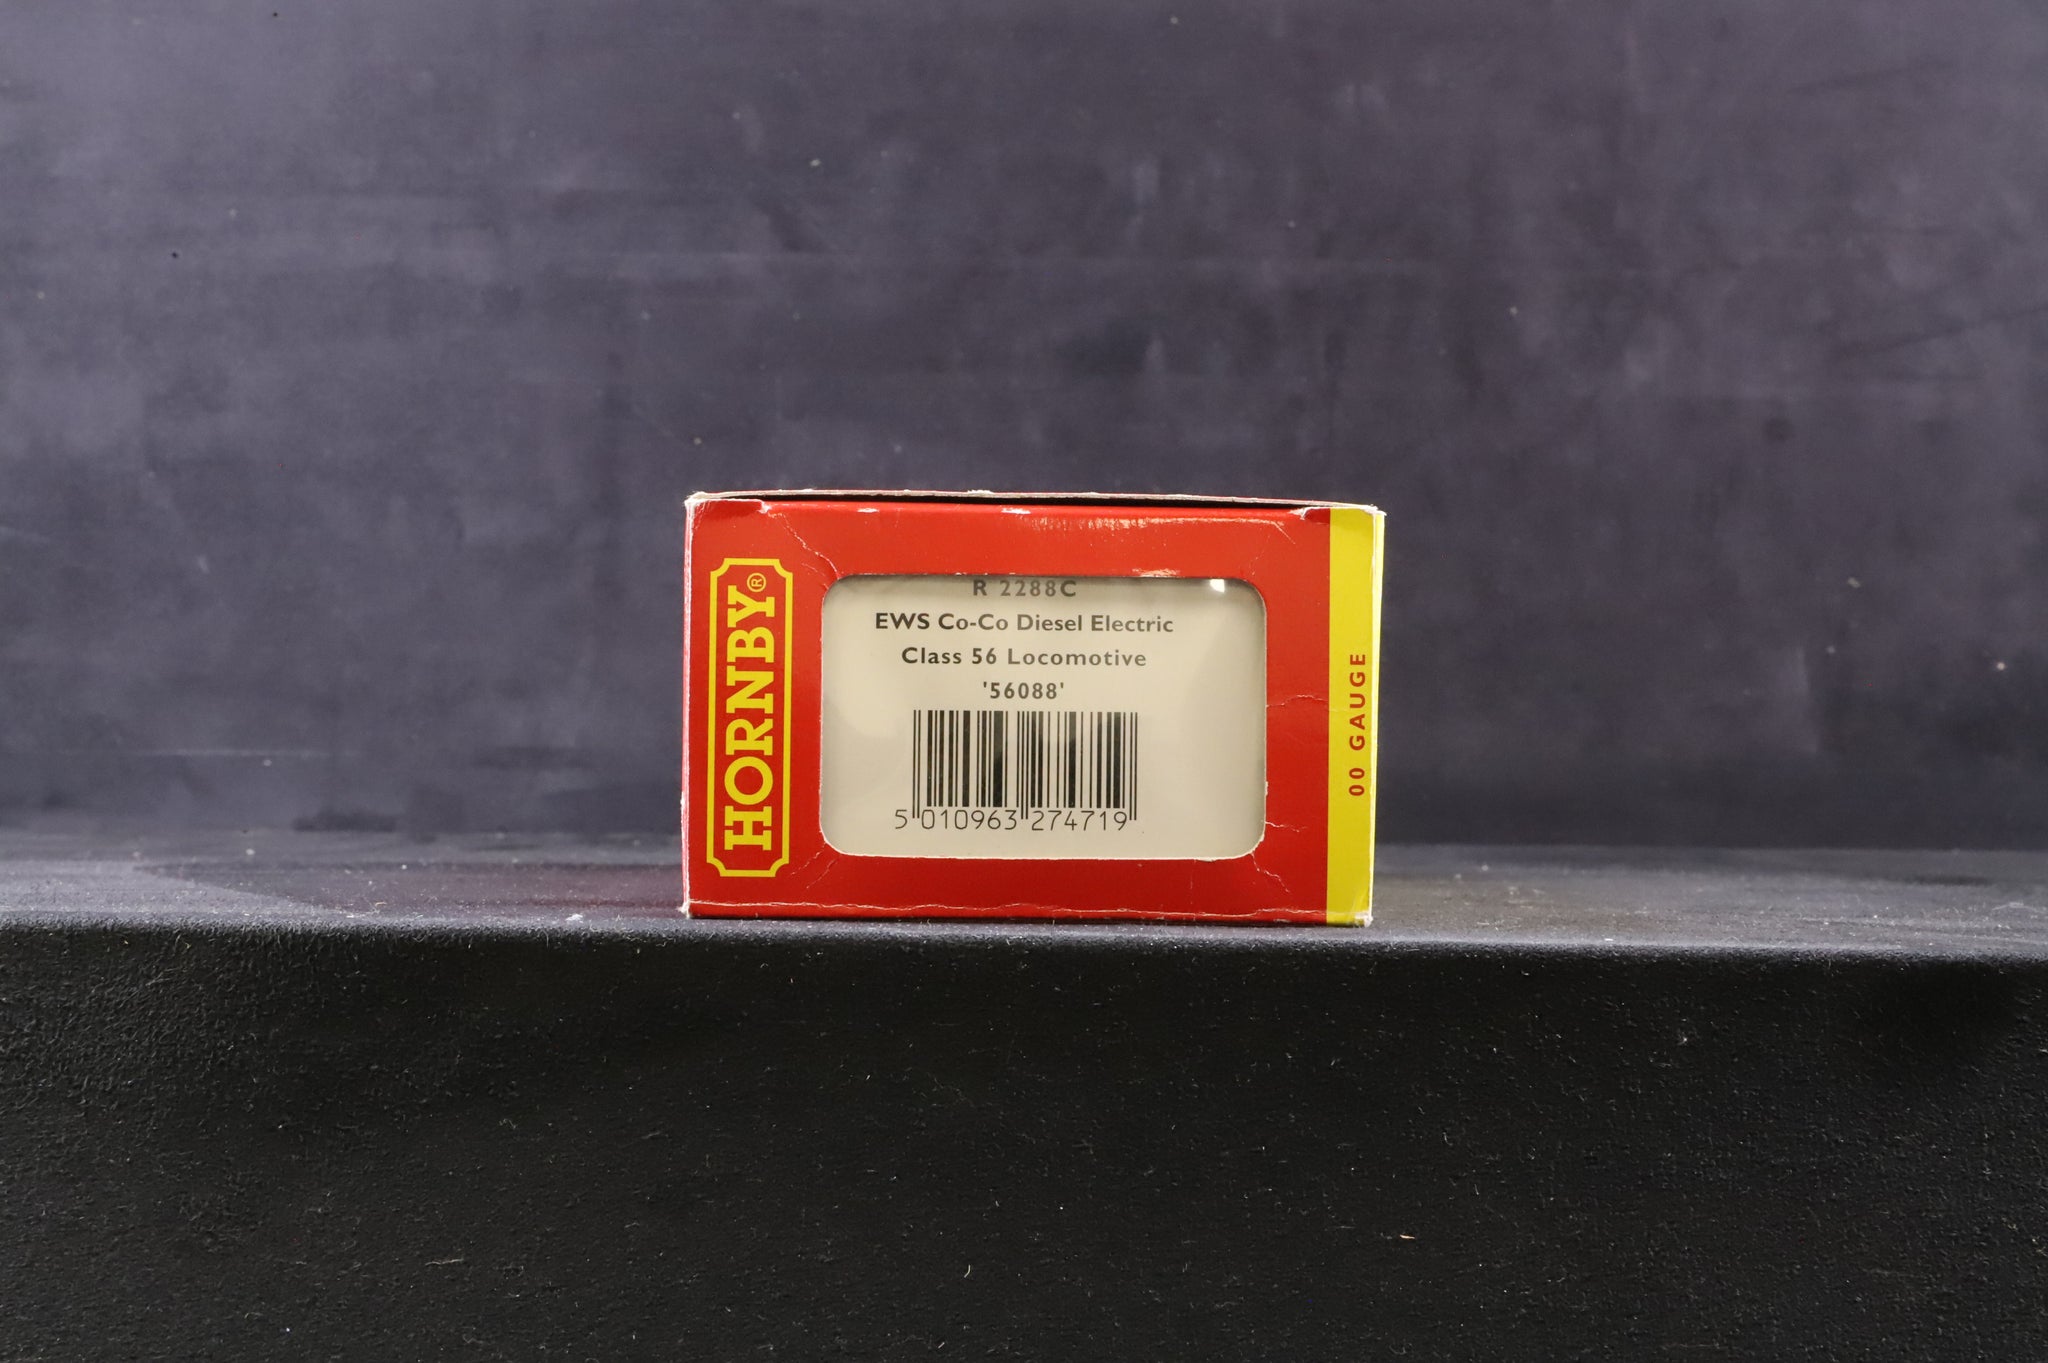 HORNBY®
R 2288C
EWS Co-Co Diesel Electric
Class 56 Locomotive
'56088'
5 010963 274719
00 GAUGE